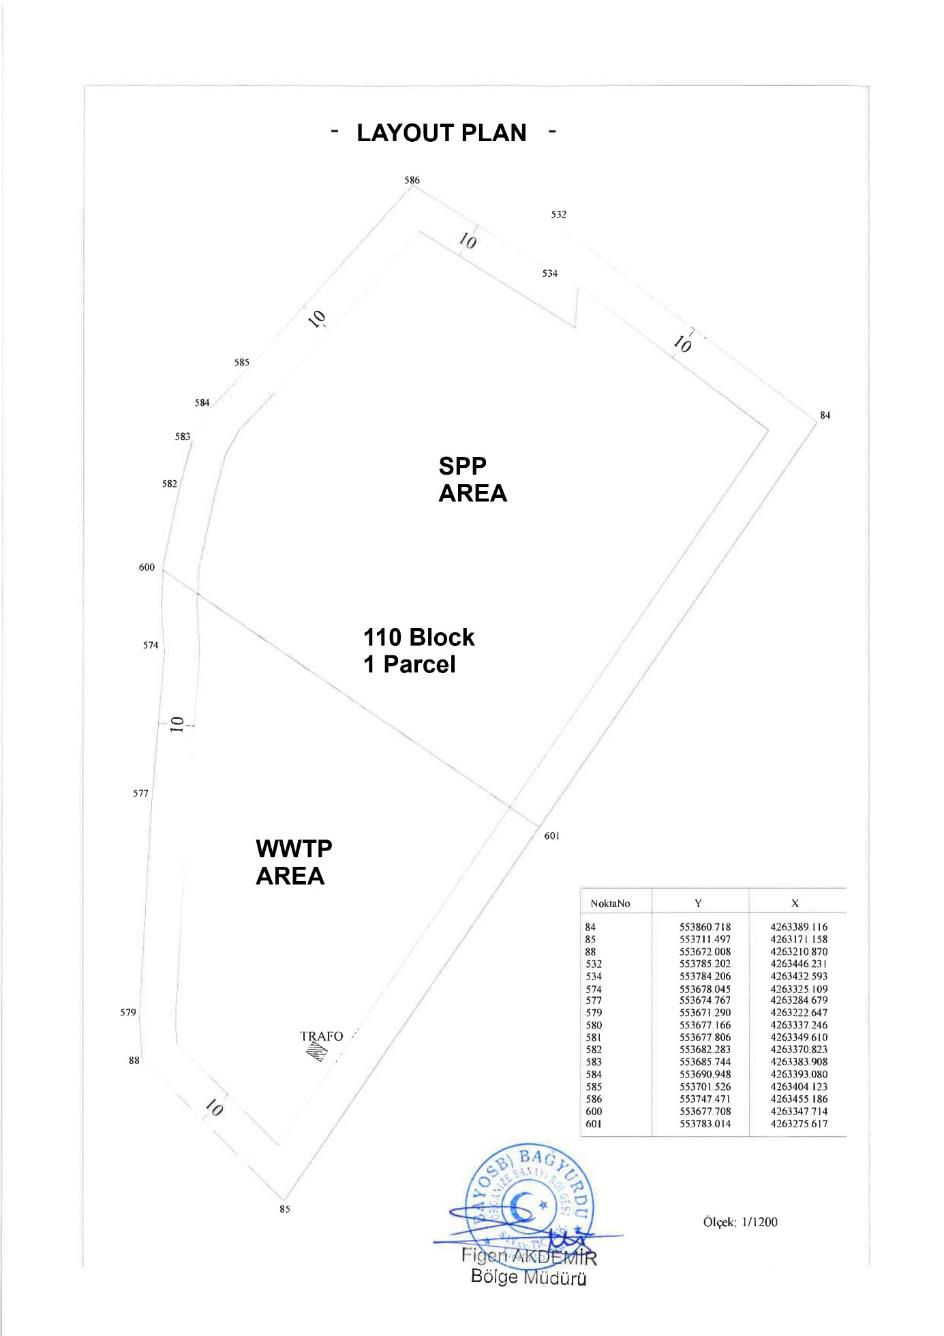 - LAYOUT PLAN -
586
532
10
534
10
10
585
584
84
583
SPP
AREA
582
600
110 Block
1 Parcel
574
10
577
601
WWTP
AREA
579
TRAFO
88
10
85
NoktaNo Y X
84 553860.718 4263389.116
85 553711.497 4263171.158
88 553672.008 4263210.870
532 553785.202 4263446.231
534 553784.206 4263432.593
574 553678.045 4263325.109
577 553674.767 4263284.679
579 553671.290 4263222.647
580 553677.166 4263337.246
581 553677.806 4263349.610
582 553682.283 4263370.823
583 553685.744 4263383.908
584 553690.948 4263393.080
585 553701.526 4263404.123
586 553747.471 4263455.186
600 553677.708 4263347.714
601 553783.014 4263275.617
BAYOSB BAĞYURDU
ORGANİZE SANAYİ BÖLGESİ
Ölçek: 1/1200
Figen AKDEMİR
Bölge Müdürü